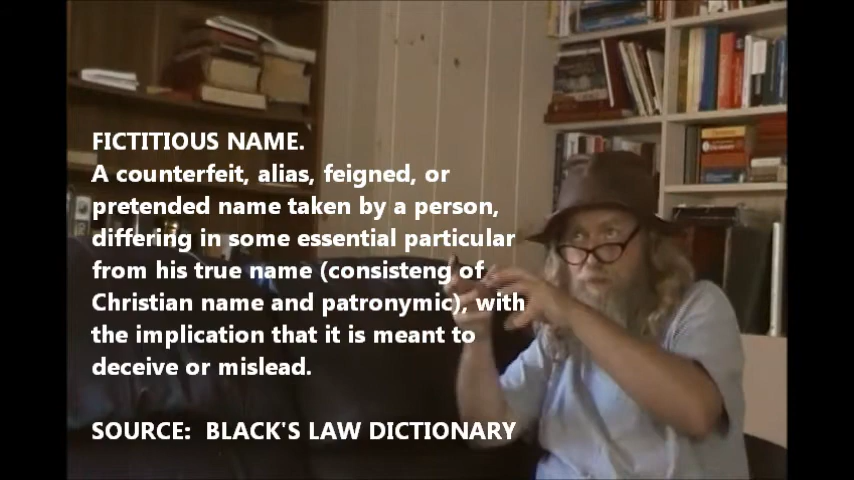 FICTITIOUS NAME.
A counterfeit, alias, feigned, or
pretended name taken by a person,
differing in some essential particular
from his true name (consisteng of
Christian name and patronymic), with
the implication that it is meant to
deceive or mislead.
SOURCE:  BLACK'S LAW DICTIONARY